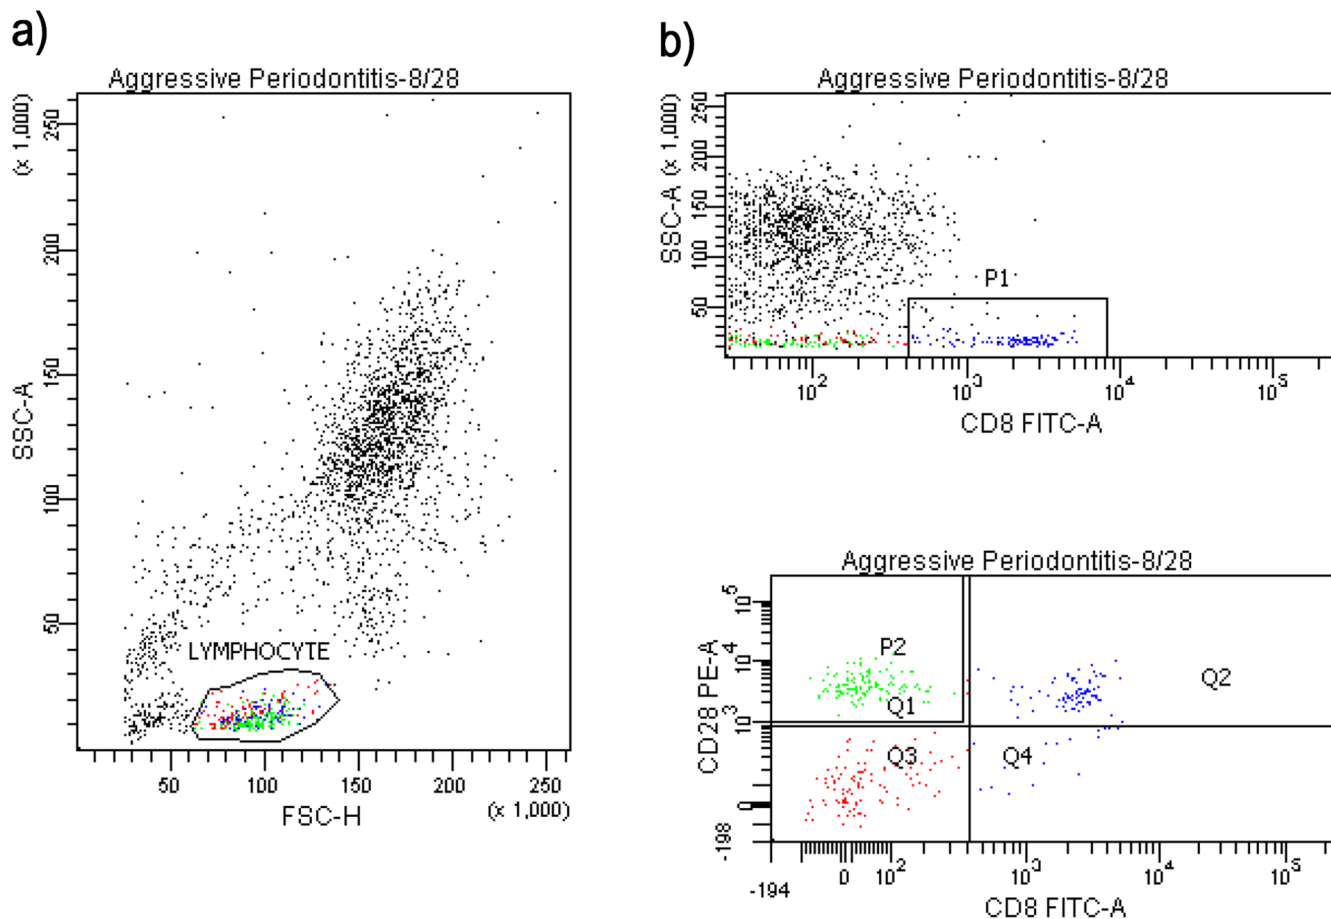 a)
Aggressive Periodontitis-8/28
(x 1,000)
250
200
150
100
50
SSC-A
LYMPHOCYTE
50 100 150 200 250
FSC-H (x 1,000)
b)
Aggressive Periodontitis-8/28
SSC-A (x 1,000)
250
200
150
100
50
P1
10² 10³ 10⁴ 10⁵
CD8 FITC-A
Aggressive Periodontitis-8/28
CD28 PE-A
10⁵
10⁴
10³
0
-198
P2
Q1
Q2
Q3
Q4
-194 0 10² 10³ 10⁴ 10⁵
CD8 FITC-A